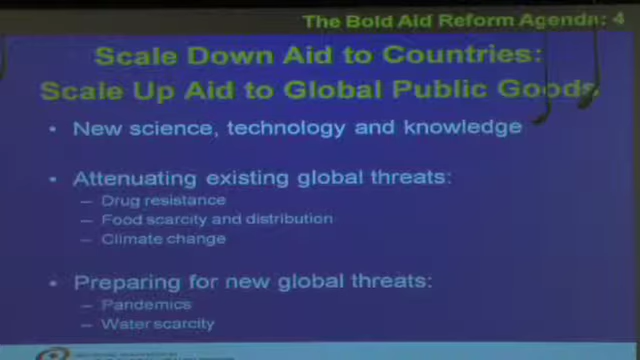 The Bold Aid Reform Agenda: 4
Scale Down Aid to Countries:
Scale Up Aid to Global Public Goods
• New science, technology and knowledge
• Attenuating existing global threats:
– Drug resistance
– Food scarcity and distribution
– Climate change
• Preparing for new global threats:
– Pandemics
– Water scarcity